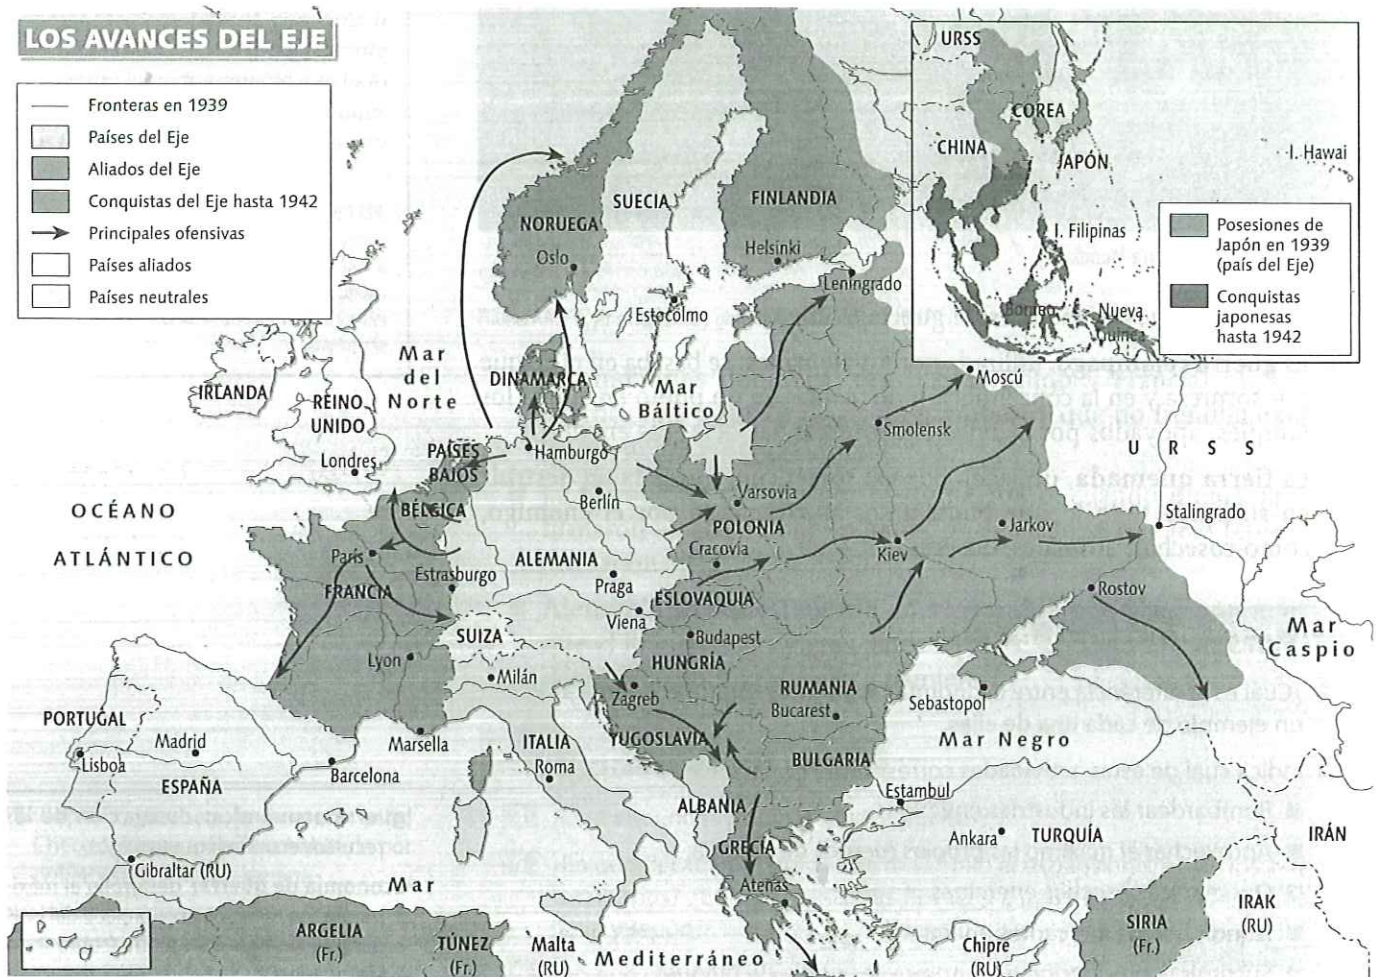 LOS AVANCES DEL EJE
Fronteras en 1939
Países del Eje
Aliados del Eje
Conquistas del Eje hasta 1942
Principales ofensivas
Países aliados
Países neutrales
URSS
COREA
CHINA
JAPÓN
I. Hawai
I. Filipinas
Borneo
Nueva
Guinea
Posesiones de
Japón en 1939
(país del Eje)
Conquistas
japonesas
hasta 1942
SUECIA
FINLANDIA
NORUEGA
Oslo
Helsinki
Leningrado
Estocolmo
Mar
del
Norte
DINAMARCA
Mar
Báltico
Moscú
Smolensk
IRLANDA
REINO
UNIDO
Londres
PAÍSES
BAJOS
Hamburgo
U R S S
Berlín
Varsovia
POLONIA
BÉLGICA
OCÉANO
ATLÁNTICO
Stalingrado
Jarkov
Kiev
Cracovia
París
ALEMANIA
Praga
Estrasburgo
FRANCIA
ESLOVAQUIA
Rostov
Viena
SUIZA
Budapest
HUNGRÍA
Mar
Caspio
Lyon
Milán
Zagreb
RUMANIA
Bucarest
Sebastopol
PORTUGAL
Madrid
Lisboa
ESPAÑA
Barcelona
Marsella
ITALIA
Roma
YUGOSLAVIA
BULGARIA
Mar Negro
ALBANIA
Estambul
Ankara
TURQUÍA
IRÁN
GRECIA
Atenas
Gibraltar (RU)
Mar
Mediterráneo
ARGELIA
(Fr.)
TÚNEZ
(Fr.)
Malta
(RU)
Chipre
(RU)
SIRIA
(Fr.)
IRAK
(RU)